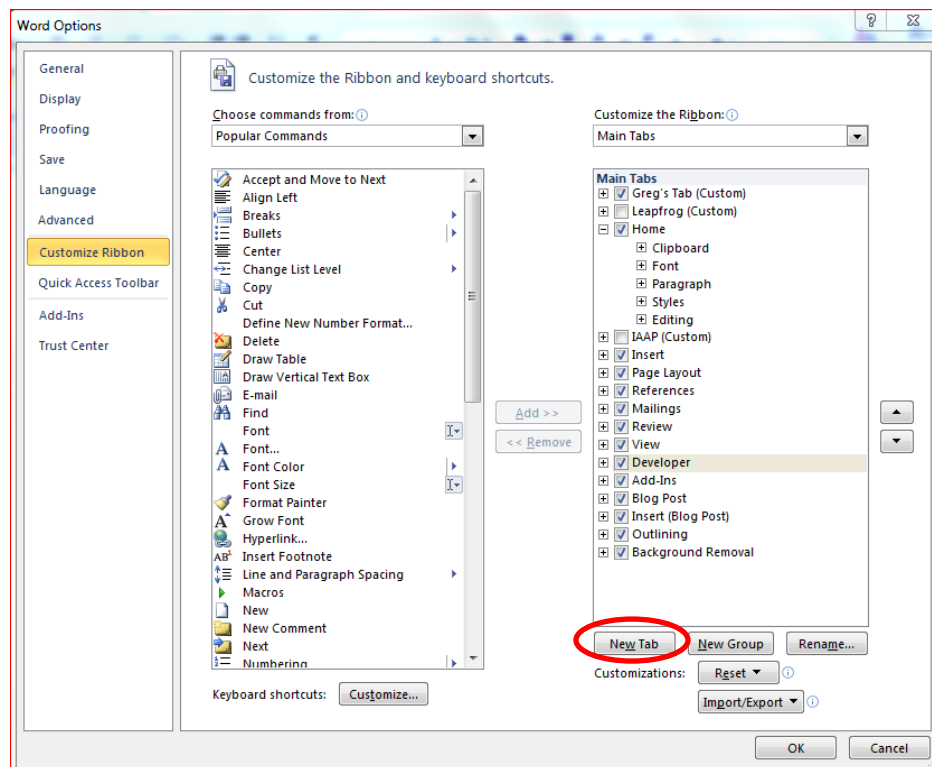 Word Options
General
Display
Proofing
Save
Language
Advanced
Customize Ribbon
Quick Access Toolbar
Add-Ins
Trust Center
Customize the Ribbon and keyboard shortcuts.
Choose commands from:
Popular Commands
Accept and Move to Next
Align Left
Breaks
Bullets
Center
Change List Level
Copy
Cut
Define New Number Format...
Delete
Draw Table
Draw Vertical Text Box
E-mail
Find
Font
Font...
Font Color
Font Size
Format Painter
Grow Font
Hyperlink...
Insert Footnote
Line and Paragraph Spacing
Macros
New
New Comment
Next
Numbering
Keyboard shortcuts: Customize...
Add >>
<< Remove
Customize the Ribbon:
Main Tabs
Main Tabs
Greg's Tab (Custom)
Leapfrog (Custom)
Home
Clipboard
Font
Paragraph
Styles
Editing
IAAP (Custom)
Insert
Page Layout
References
Mailings
Review
View
Developer
Add-Ins
Blog Post
Insert (Blog Post)
Outlining
Background Removal
New Tab New Group Rename...
Customizations: Reset
Import/Export
OK Cancel